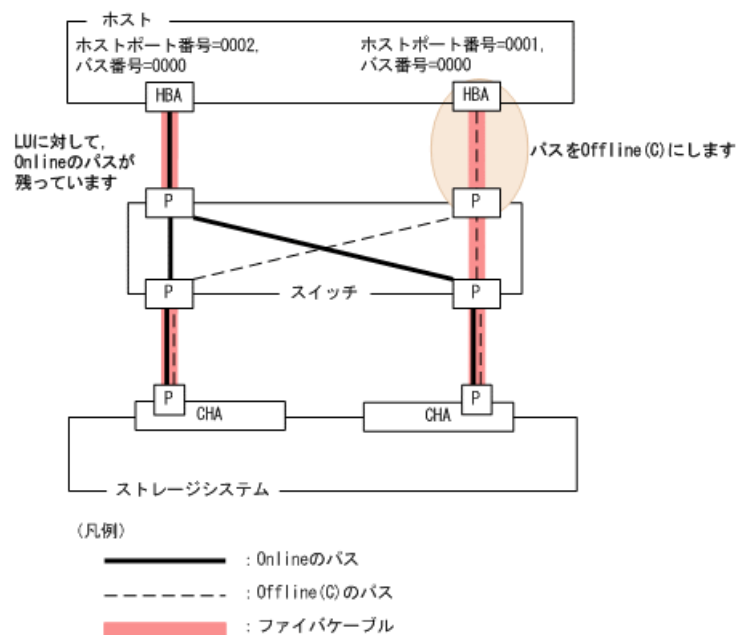 ホスト
ホストポート番号=0002,
バス番号=0000
ホストポート番号=0001,
バス番号=0000
HBA
HBA
LUに対して,
Onlineのパスが
残っています
パスをOffline(C)にします
P
P
P
スイッチ
P
P
CHA
CHA
P
ストレージシステム
(凡例)
:Onlineのパス
:Offline(C)のパス
:ファイバケーブル